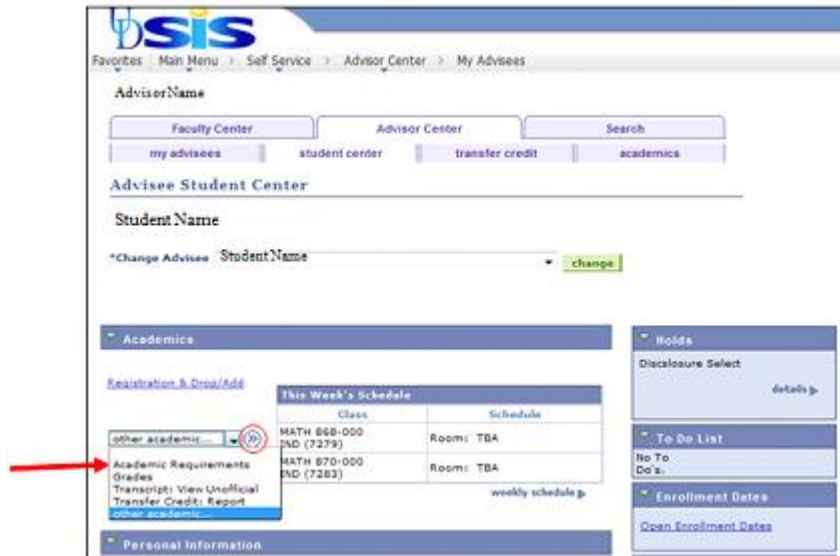 UDSIS
Favorites Main Menu > Self Service > Advisor Center > My Advisees
AdvisorName
Faculty Center Advisor Center Search
my advisees student center transfer credit academics
Advisee Student Center
Student Name
*Change Advisee Student Name change
Academics
Registration & Drop/Add
This Week's Schedule
Class Schedule
MATH 868-000
IND (7279) Room: TBA
MATH 870-000
IND (7283) Room: TBA
weekly schedule
other academic...
Academic Requirements
Grades
Transcript: View Unofficial
Transfer Credit: Report
other academic...
Personal Information
Holds
Discslosure Select
details
To Do List
No To
Do's.
Enrollment Dates
Open Enrollment Dates